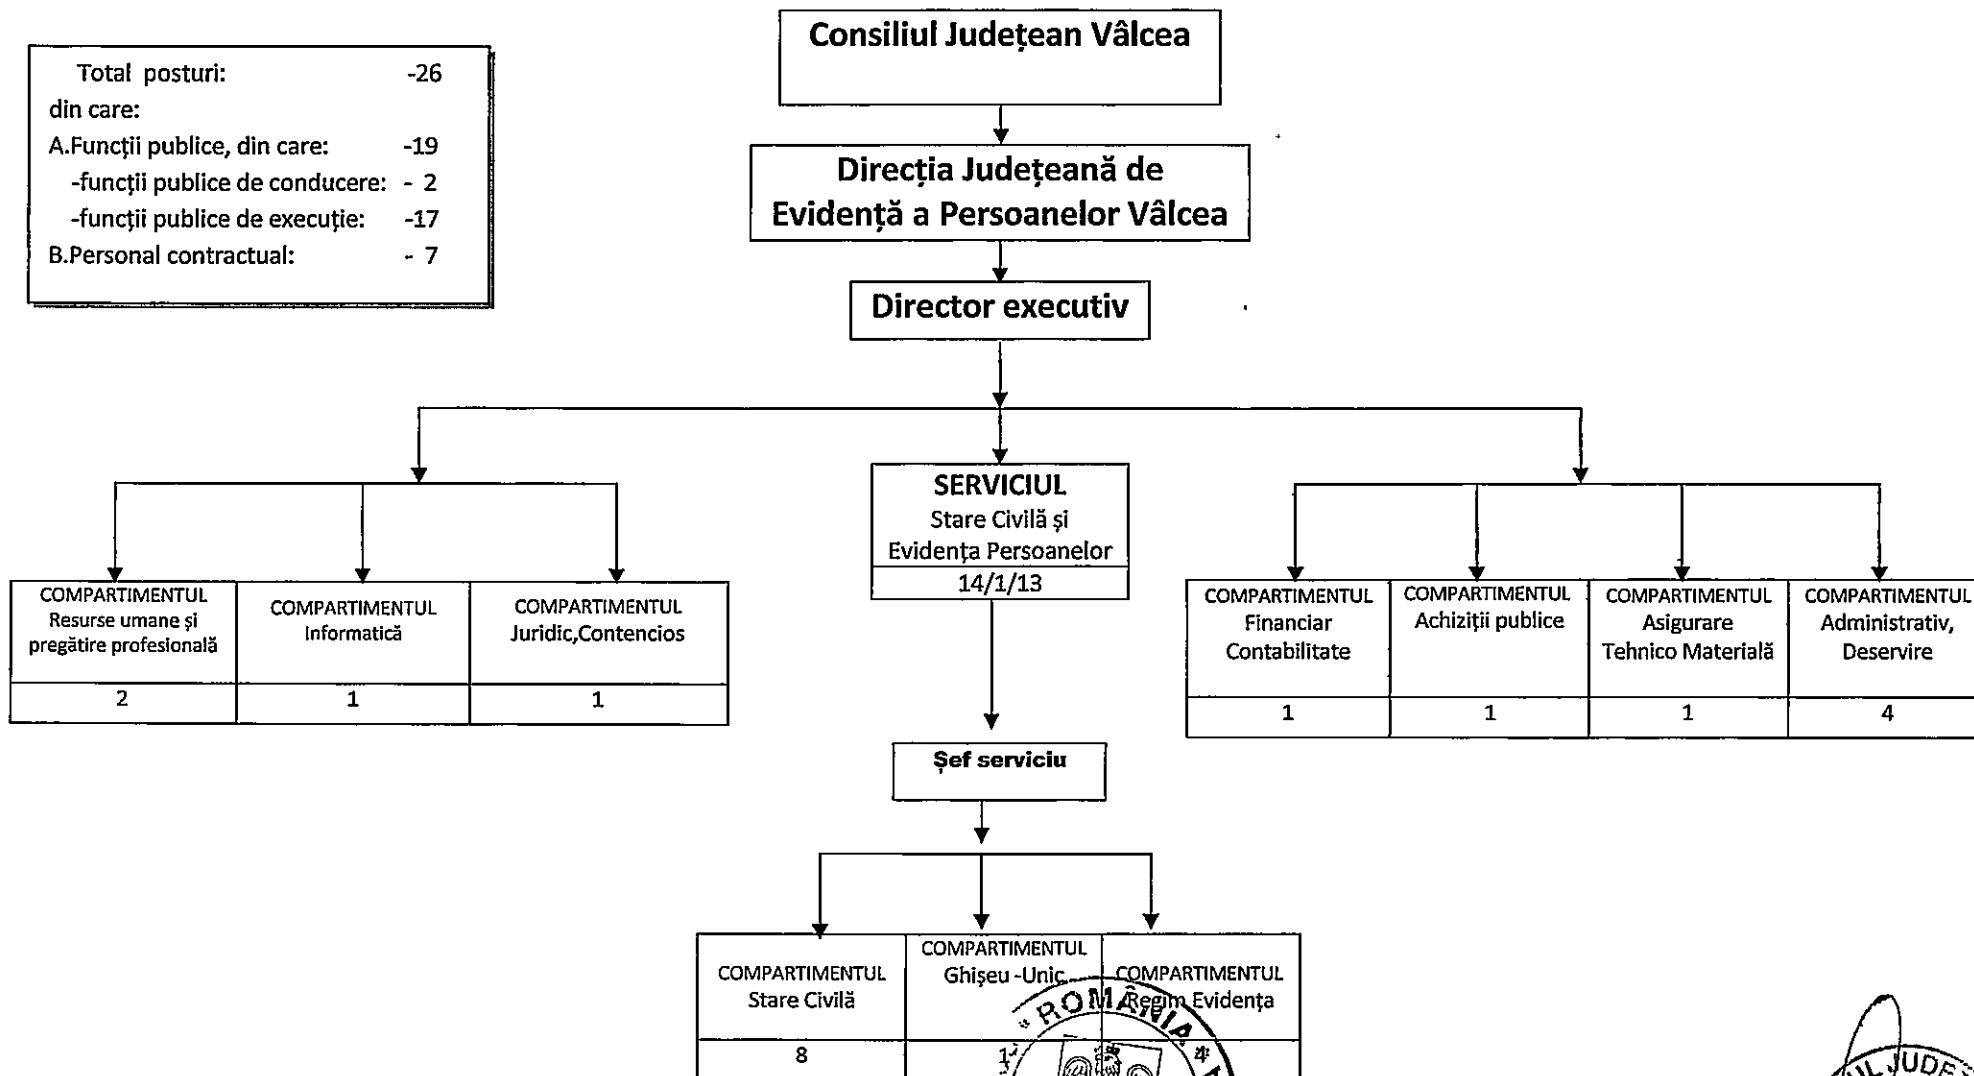 Consiliul Județean Vâlcea
Total posturi: -26
din care:
A.Funcții publice, din care: -19
-funcții publice de conducere: - 2
-funcții publice de execuție: -17
B.Personal contractual: - 7
Direcția Județeană de
Evidență a Persoanelor Vâlcea
Director executiv
SERVICIUL
Stare Civilă și
Evidența Persoanelor
14/1/13
COMPARTIMENTUL
Resurse umane și
pregătire profesională
2
COMPARTIMENTUL
Informatică
1
COMPARTIMENTUL
Juridic,Contencios
1
COMPARTIMENTUL
Financiar
Contabilitate
1
COMPARTIMENTUL
Achiziții publice
1
COMPARTIMENTUL
Asigurare
Tehnico Materială
1
COMPARTIMENTUL
Administrativ,
Deservire
4
Șef serviciu
COMPARTIMENTUL
Stare Civilă
8
COMPARTIMENTUL
Ghișeu -Unic
1
COMPARTIMENTUL
Regim Evidența
4
ROMÂNIA